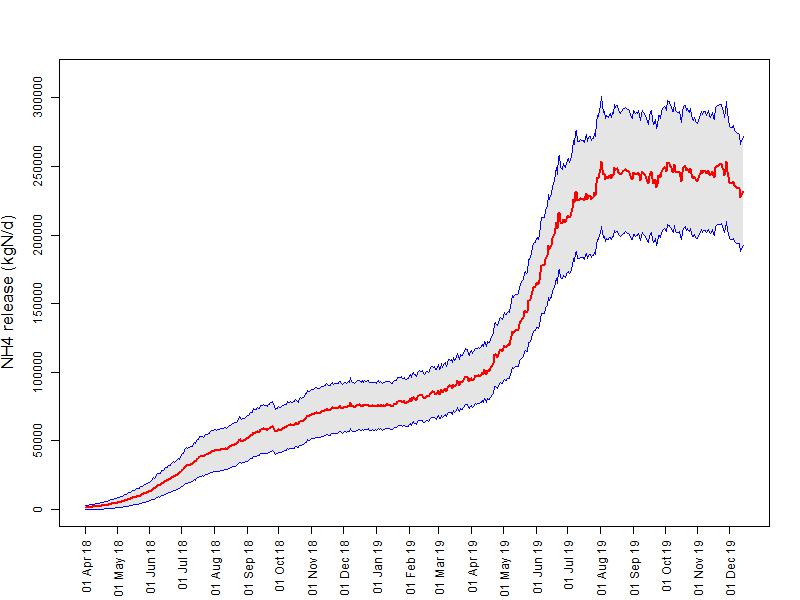 NH4 release (kgN/d)
300000
250000
200000
150000
100000
50000
0
01 Apr 18
01 May 18
01 Jun 18
01 Jul 18
01 Aug 18
01 Sep 18
01 Oct 18
01 Nov 18
01 Dec 18
01 Jan 19
01 Feb 19
01 Mar 19
01 Apr 19
01 May 19
01 Jun 19
01 Jul 19
01 Aug 19
01 Sep 19
01 Oct 19
01 Nov 19
01 Dec 19